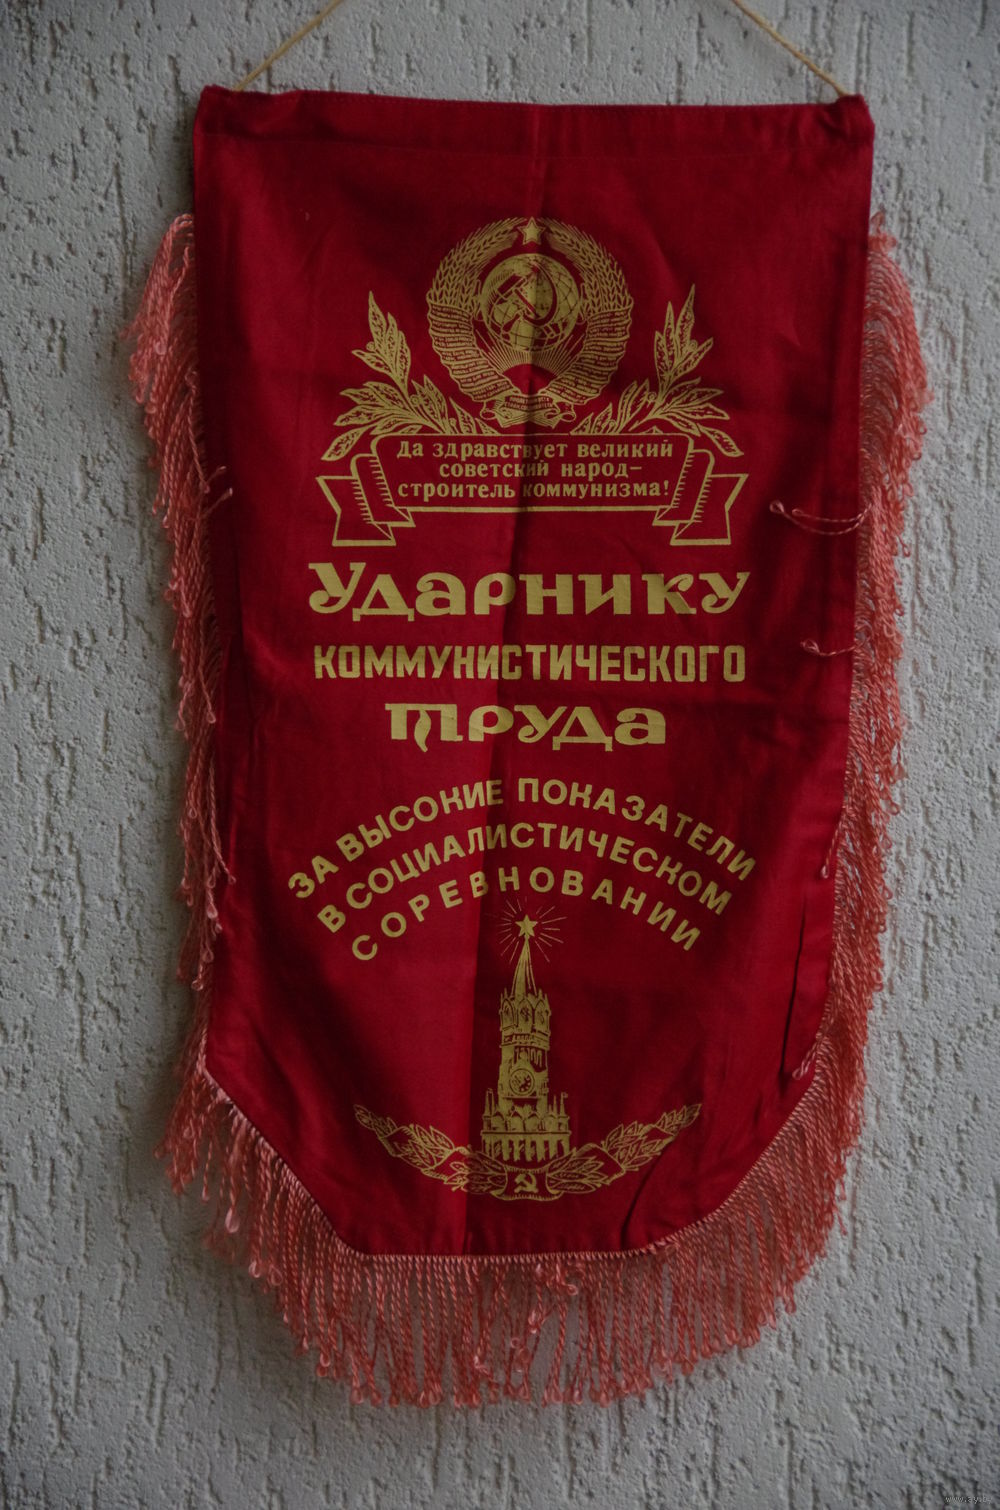 Да здравствует великий
советский народ-
строитель коммунизма!
Ударнику
коммунистического
труда
ЗА ВЫСОКИЕ ПОКАЗАТЕЛИ
В СОЦИАЛИСТИЧЕСКОМ
СОРЕВНОВАНИИ